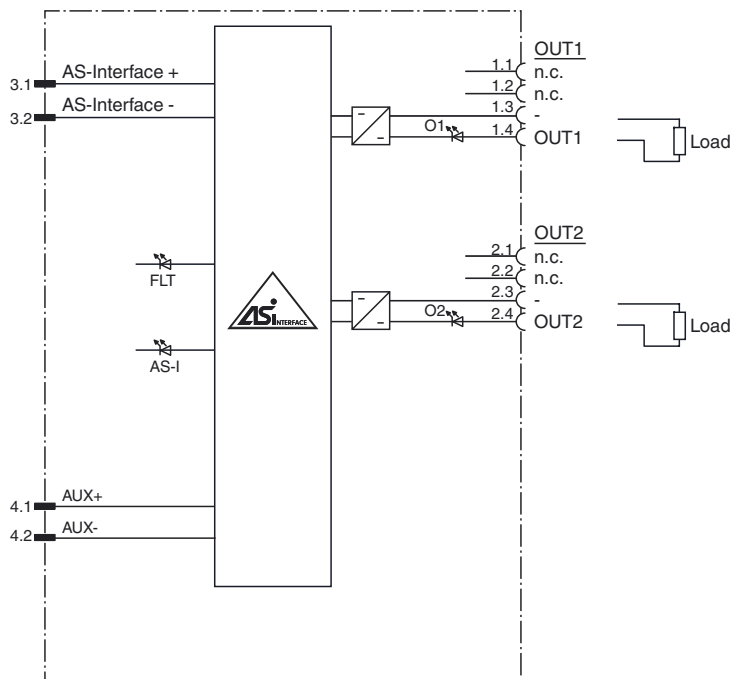 OUT1
1.1 n.c.
1.2 n.c.
1.3 -
O1 1.4 OUT1
Load
3.1 AS-Interface +
3.2 AS-Interface -
OUT2
2.1 n.c.
2.2 n.c.
2.3 -
O2 2.4 OUT2
Load
FLT
ASi INTERFACE
AS-I
4.1 AUX+
4.2 AUX-